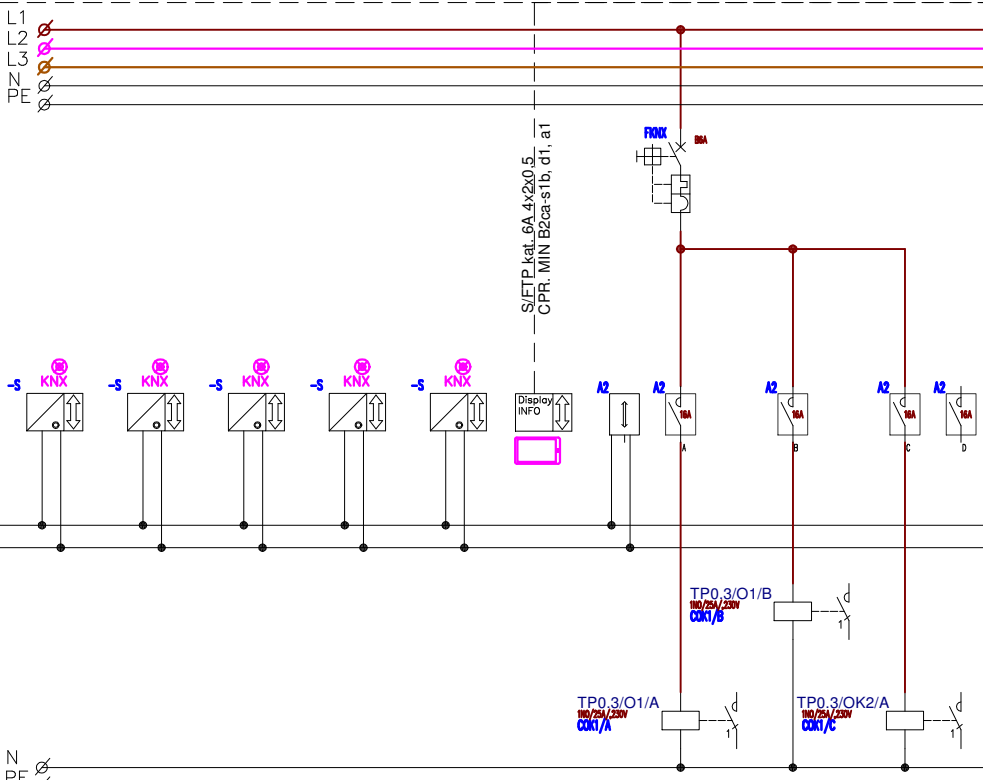 L1
L2
L3
N
PE
S/FTP kat. 6A 4x2x0,5
CPR. MIN B2ca-s1b, d1, a1
FKNX
B6A
-S
KNX
-S
KNX
-S
KNX
-S
KNX
-S
KNX
Display
INFO
A2
A2
16A
A
A2
16A
B
A2
16A
C
A2
16A
D
TP0.3/O1/B
1NO/25A/,230V
COK1/B
1
TP0.3/O1/A
1NO/25A/,230V
COK1/A
1
TP0.3/OK2/A
1NO/25A/,230V
COK1/C
1
N
PE